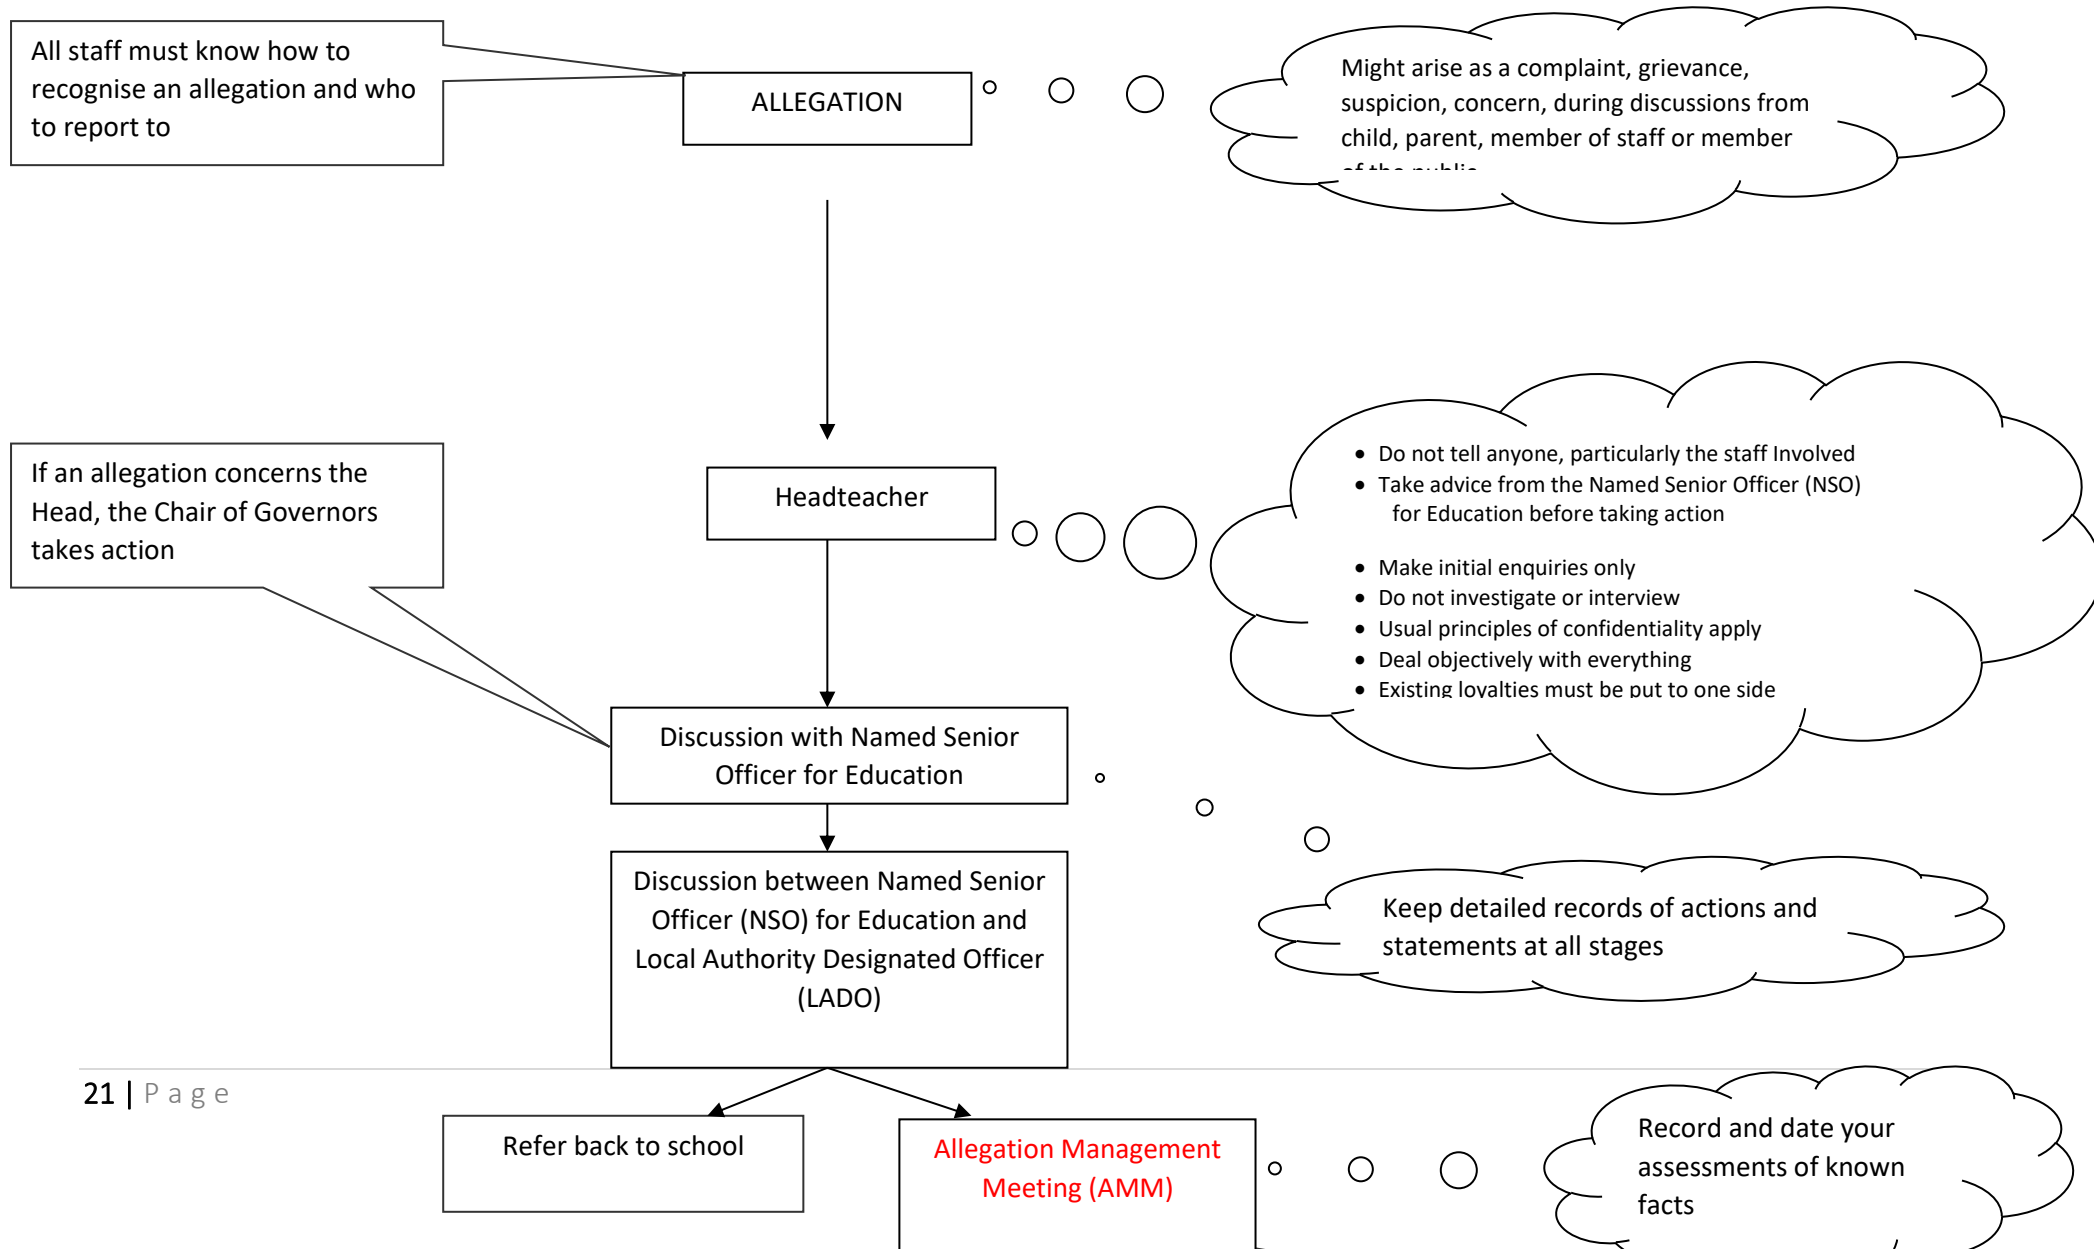 All staff must know how to
recognise an allegation and who
to report to
ALLEGATION
Might arise as a complaint, grievance,
suspicion, concern, during discussions from
child, parent, member of staff or member
of the public
If an allegation concerns the
Head, the Chair of Governors
takes action
Headteacher
• Do not tell anyone, particularly the staff Involved
• Take advice from the Named Senior Officer (NSO)
for Education before taking action
• Make initial enquiries only
• Do not investigate or interview
• Usual principles of confidentiality apply
• Deal objectively with everything
• Existing loyalties must be put to one side
Discussion with Named Senior
Officer for Education
Discussion between Named Senior
Officer (NSO) for Education and
Local Authority Designated Officer
(LADO)
Keep detailed records of actions and
statements at all stages
21 | Page
Refer back to school
Allegation Management
Meeting (AMM)
Record and date your
assessments of known
facts